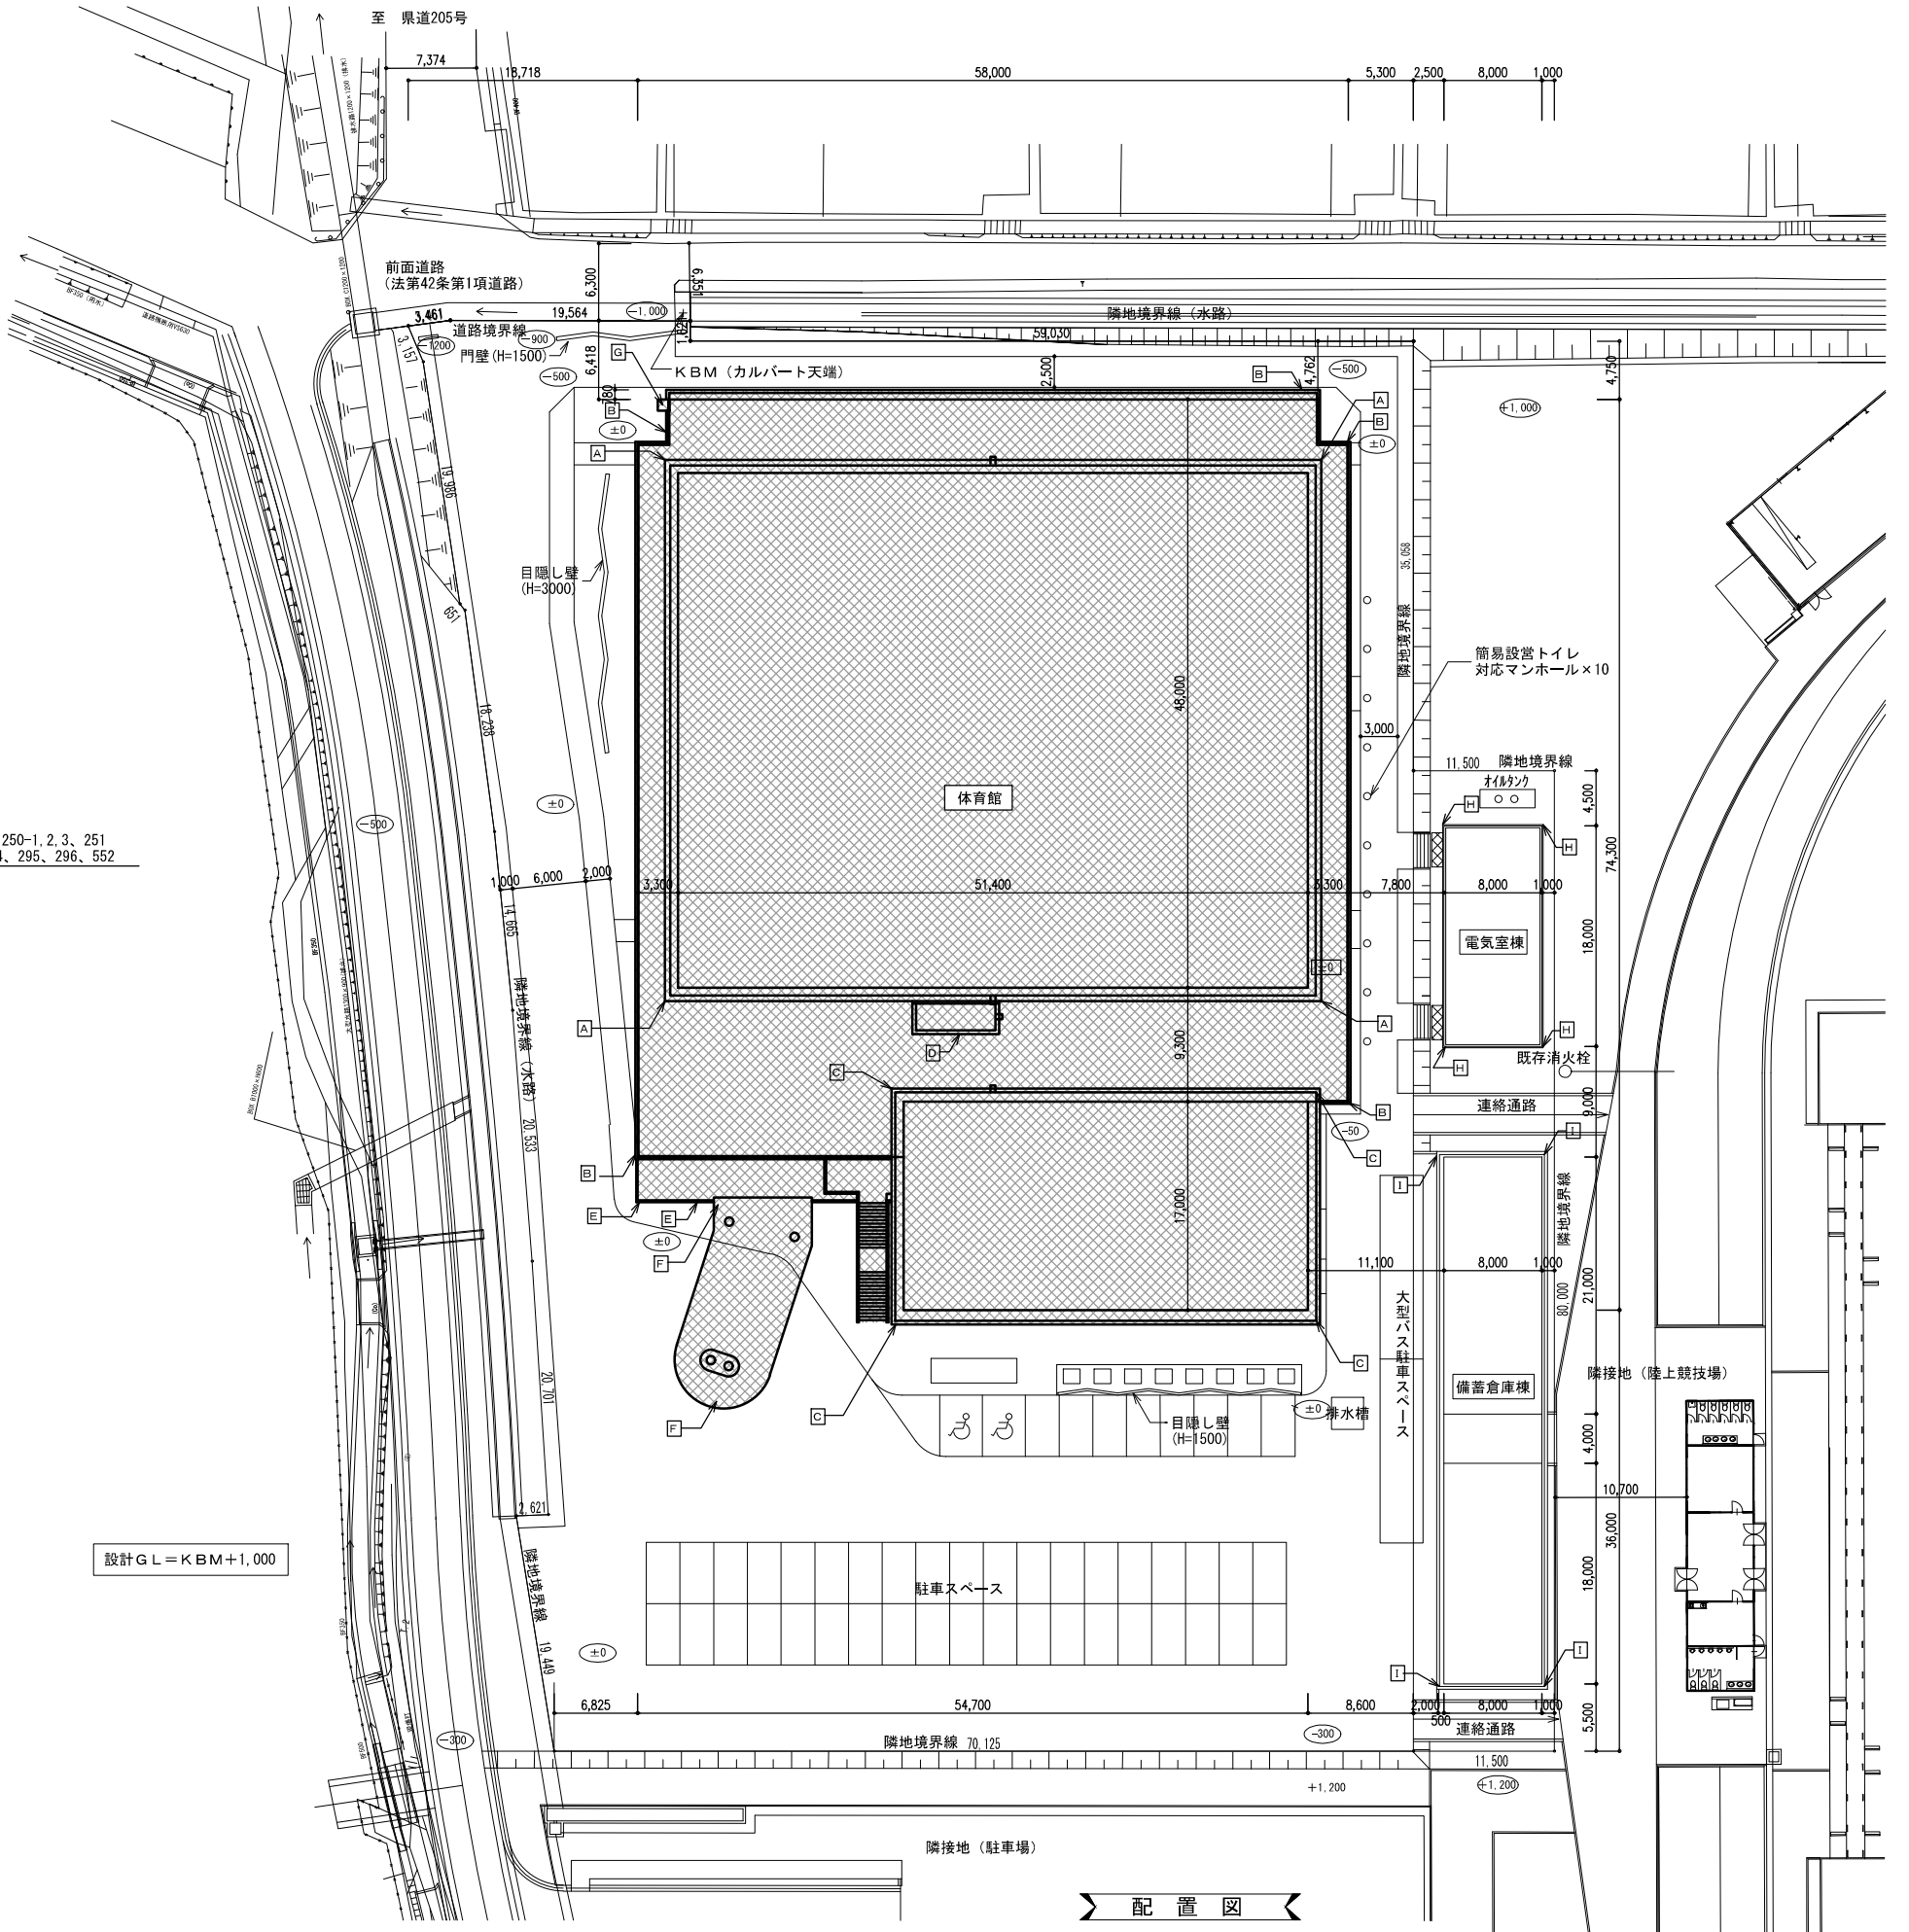 至　県道205号
7,374
18,718
58,000
5,300
2,500
8,000
1,000
前面道路
(法第42条第1項道路)
6,300
6,351
-1,000
3,461
19,564
道路境界線
-1200
-900
門壁(H=1500)
3,157
隣地境界線(水路)
1,621
59,030
G
6,418
KBM(カルバート天端)
-500
2,500
B
4,762
-500
4,750
780
B
±0
A
B
±0
+1,000
A
19,986
目隠し壁
(H=3000)
651
35,058
隣地境界線
簡易設営トイレ
対応マンホール×10
48,000
18,238
3,000
11,500
隣地境界線
オイルタンク
体育館
±0
-500
H
4,500
H
74,300
250-1,2,3、251
、295、296、552
1,000
6,000
2,000
3,300
51,400
3,300
7,800
8,000
1,000
14,665
電気室棟
18,000
±0
隣地境界線(水路)
A
A
D
9,300
H
H
既存消火栓
C
B
連絡通路
9,000
BOX B1000×H600
20,533
-50
I
C
B
I
隣地境界線
E
E
±0
F
17,000
11,100
8,000
1,000
21,000
80,000
大型バス駐車スペース
C
隣接地(陸上競技場)
備蓄倉庫棟
20,701
F
C
±0
排水槽
目隠し壁
(H=1500)
4,000
2,621
10,700
36,000
設計GL=KBM+1,000
隣地境界線
駐車スペース
18,000
19,449
±0
I
I
6,825
54,700
8,600
2,000
500
8,000
1,000
5,500
-300
隣地境界線 70,125
-300
連絡通路
11,500
+1,200
+1,200
隣接地(駐車場)
配置図